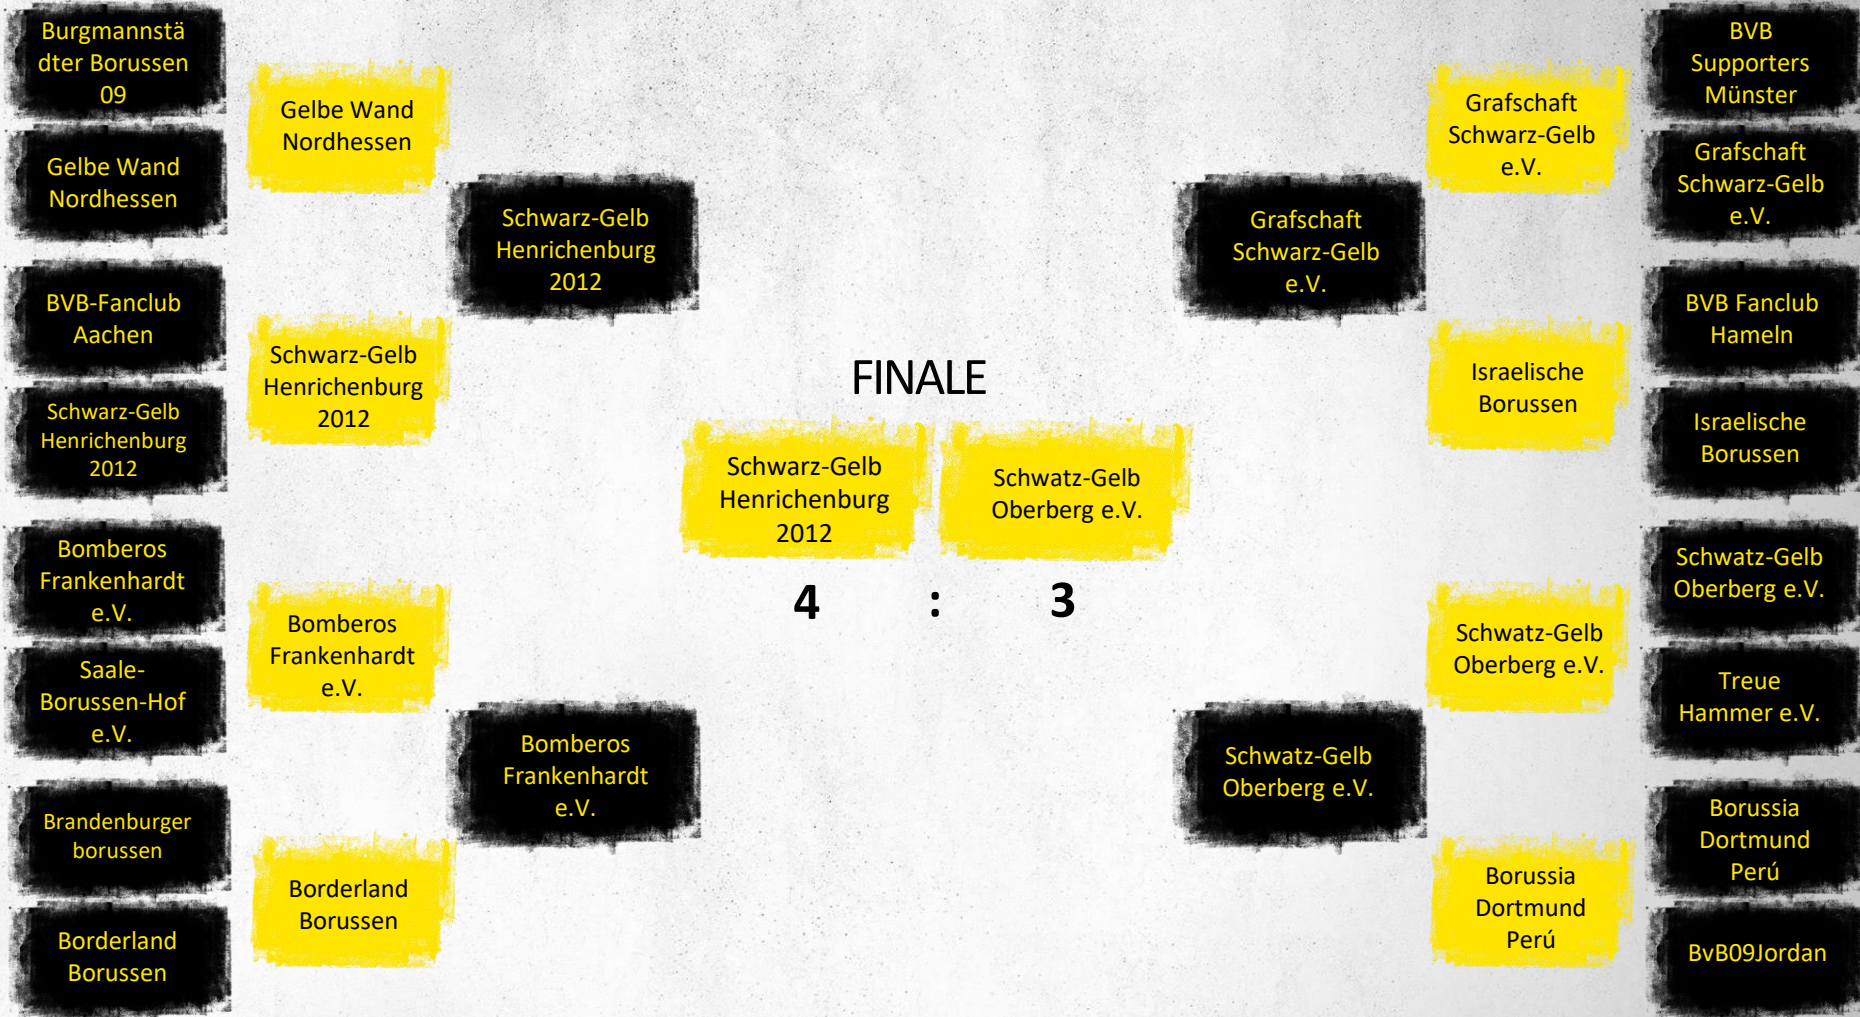 Burgmannstä
dter Borussen
09
Gelbe Wand
Nordhessen
BVB-Fanclub
Aachen
Schwarz-Gelb
Henrichenburg
2012
Bomberos
Frankenhardt
e.V.
Saale-
Borussen-Hof
e.V.
Brandenburger
borussen
Borderland
Borussen
Gelbe Wand
Nordhessen
Schwarz-Gelb
Henrichenburg
2012
Bomberos
Frankenhardt
e.V.
Borderland
Borussen
Schwarz-Gelb
Henrichenburg
2012
Bomberos
Frankenhardt
e.V.
FINALE
Schwarz-Gelb
Henrichenburg
2012
Schwatz-Gelb
Oberberg e.V.
4 : 3
Grafschaft
Schwarz-Gelb
e.V.
Schwatz-Gelb
Oberberg e.V.
Grafschaft
Schwarz-Gelb
e.V.
Israelische
Borussen
Schwatz-Gelb
Oberberg e.V.
Borussia
Dortmund
Perú
BVB
Supporters
Münster
Grafschaft
Schwarz-Gelb
e.V.
BVB Fanclub
Hameln
Israelische
Borussen
Schwatz-Gelb
Oberberg e.V.
Treue
Hammer e.V.
Borussia
Dortmund
Perú
BvB09Jordan